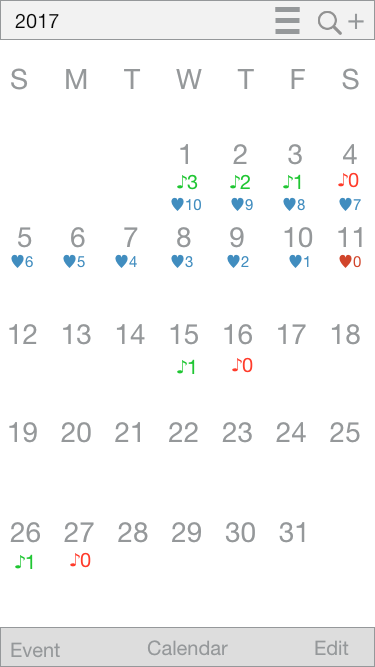 2017
S M T W T F S
1 2 3 4
♪3 ♪2 ♪1 ♪0
♥10 ♥9 ♥8 ♥7
5 6 7 8 9 10 11
♥6 ♥5 ♥4 ♥3 ♥2 ♥1 ♥0
12 13 14 15 16 17 18
♪1 ♪0
19 20 21 22 23 24 25
26 27 28 29 30 31
♪1 ♪0
Event Calendar Edit